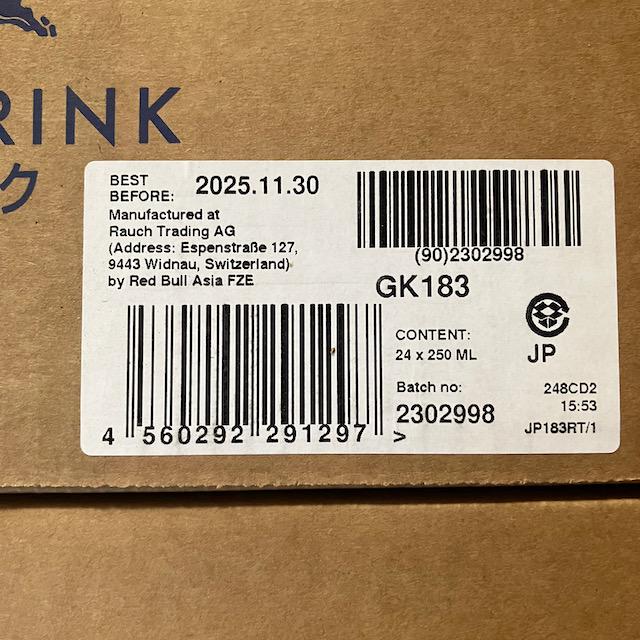 RINK
ク
BEST
BEFORE: 2025.11.30
Manufactured at
Rauch Trading AG
(Address: Espenstraße 127,
9443 Widnau, Switzerland)
by Red Bull Asia FZE
(90)2302998
GK183
CONTENT:
24 x 250 ML
JP
Batch no:
2302998
248CD2
15:53
JP183RT/1
4 560292 291297 >